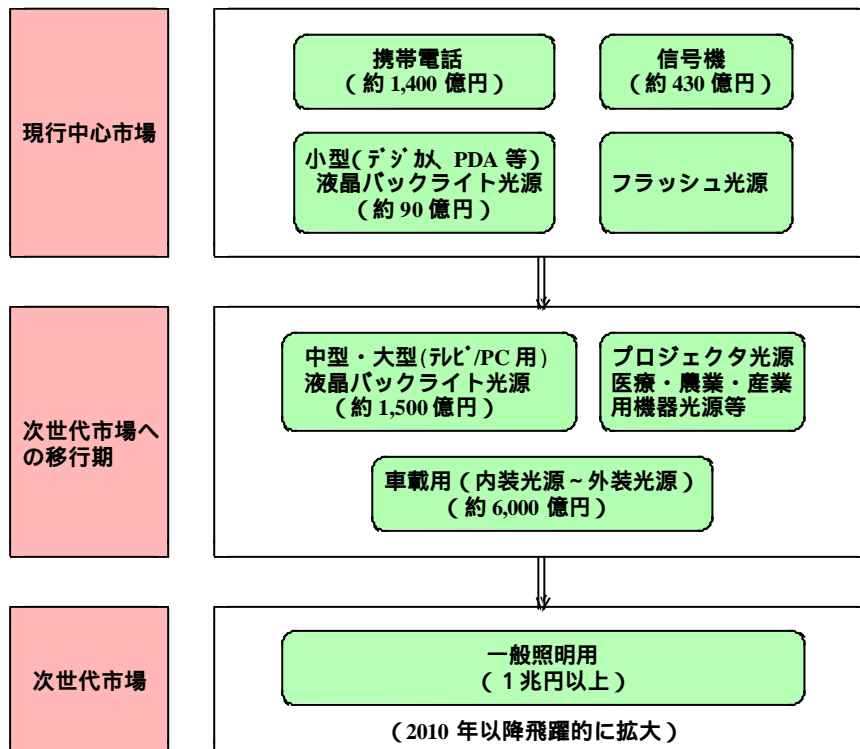 現行中心市場
携帯電話
（約 1,400 億円）
信号機
（約 430 億円）
小型(ﾃﾞｼﾞｶﾒ、PDA 等)
液晶バックライト光源
（約 90 億円）
フラッシュ光源
次世代市場へ
の移行期
中型・大型(ﾃﾚﾋﾞ/PC 用)
液晶バックライト光源
（約 1,500 億円）
プロジェクタ光源
医療・農業・産業
用機器光源等
車載用（内装光源～外装光源）
（約 6,000 億円）
次世代市場
一般照明用
（１兆円以上）
（2010 年以降飛躍的に拡大）